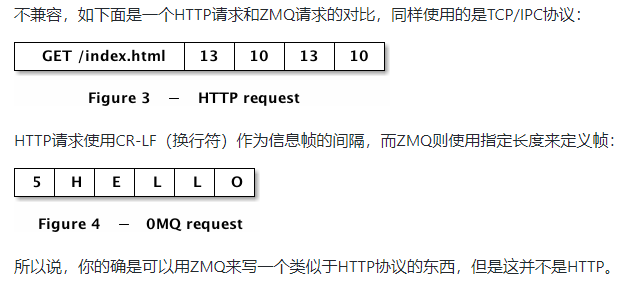 不兼容，如下面是一个HTTP请求和ZMQ请求的对比，同样使用的是TCP/IPC协议：
GET /index.html 13 10 13 10
Figure 3 — HTTP request
HTTP请求使用CR-LF（换行符）作为信息帧的间隔，而ZMQ则使用指定长度来定义帧：
5 H E L L O
Figure 4 — 0MQ request
所以说，你的确是可以用ZMQ来写一个类似于HTTP协议的东西，但是这并不是HTTP。